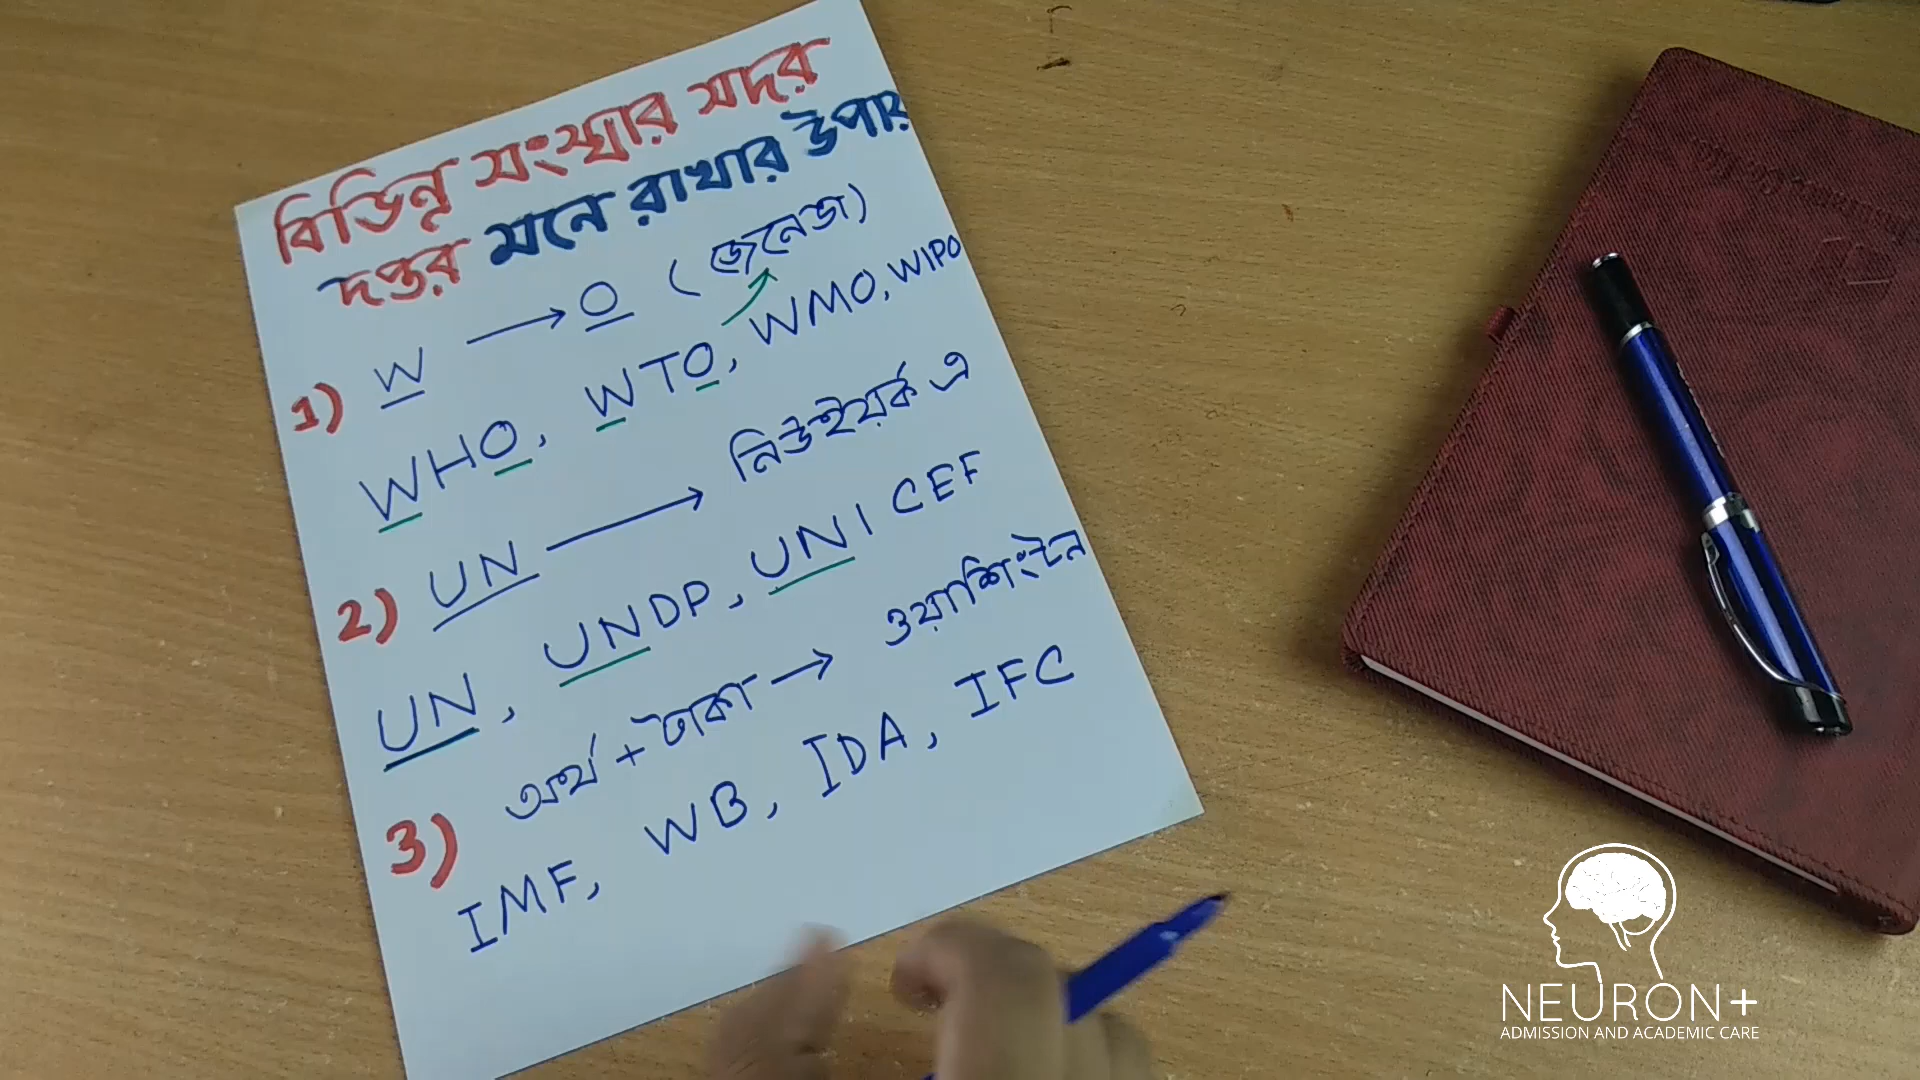 বিভিন্ন সংস্থার সদর
দপ্তর মনে রাখার উপায়
1) W → O (জেনেভা)
WHO, WTO, WMO, WIPO
2) UN → নিউইয়র্ক এ
UN, UNDP, UNICEF
3) অর্থ + টাকা → ওয়াশিংটন
IMF, WB, IDA, IFC
NEURON+
ADMISSION AND ACADEMIC CARE